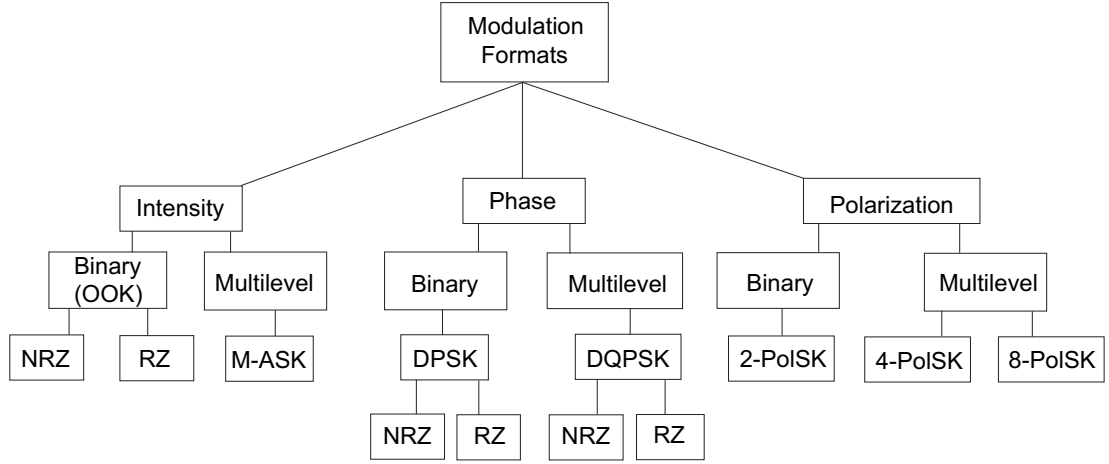 Modulation
Formats
Intensity
Phase
Polarization
Binary
(OOK)
Multilevel
Binary
Multilevel
Binary
Multilevel
NRZ
RZ
M-ASK
DPSK
DQPSK
2-PolSK
4-PolSK
8-PolSK
NRZ
RZ
NRZ
RZ